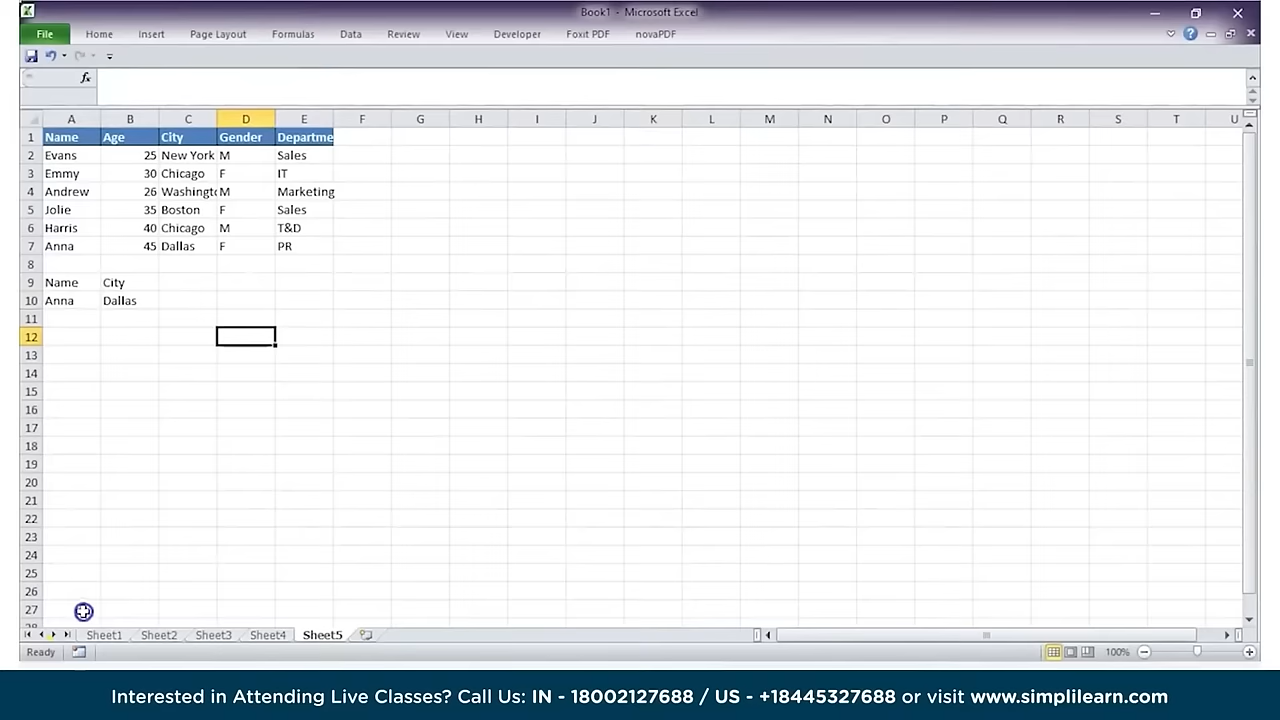 Book1 - Microsoft Excel
File Home Insert Page Layout Formulas Data Review View Developer Foxit PDF novaPDF
fx
A B C D E F G H I J K L M N O P Q R S T U
1 Name Age City Gender Departme
2 Evans 25 New York M Sales
3 Emmy 30 Chicago F IT
4 Andrew 26 Washingt M Marketing
5 Jolie 35 Boston F Sales
6 Harris 40 Chicago M T&D
7 Anna 45 Dallas F PR
8
9 Name City
10 Anna Dallas
11
12
13
14
15
16
17
18
19
20
21
22
23
24
25
26
27
28
Sheet1 Sheet2 Sheet3 Sheet4 Sheet5
Ready 100%
Interested in Attending Live Classes? Call Us: IN - 18002127688 / US - +18445327688 or visit www.simplilearn.com